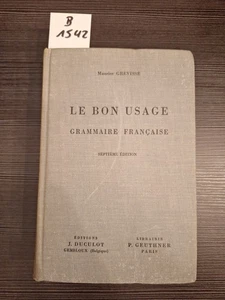 B
1542
Maurice GREVISSE
LE BON USAGE
GRAMMAIRE FRANÇAISE
SEPTIÈME ÉDITION
ÉDITIONS
J. DUCULOT
GEMBLOUX (Belgique)
LIBRAIRIE
P. GEUTHNER
PARIS